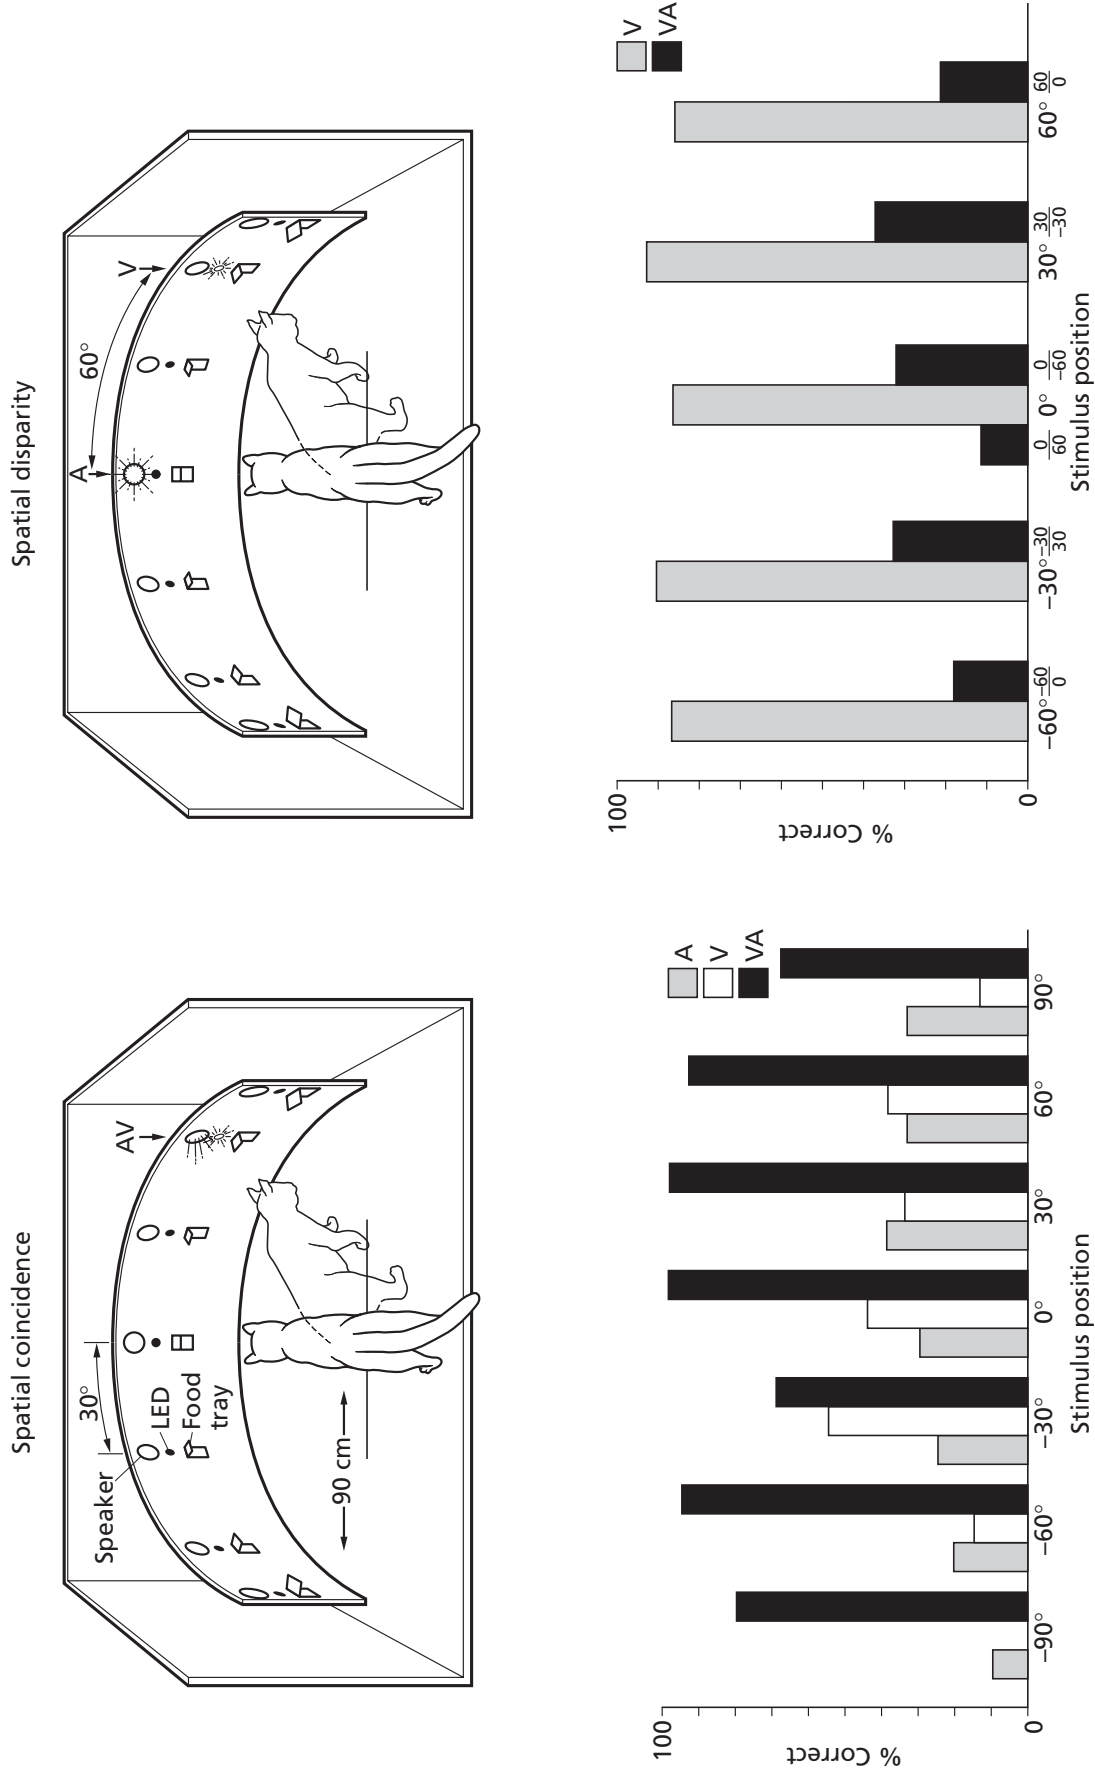 Spatial coincidence
30°
AV
Speaker
LED
Food
tray
90 cm
Spatial disparity
A
60°
V
100
% Correct
0
A
V
VA
−90° −60° −30° 0° 30° 60° 90°
Stimulus position
100
% Correct
0
V
VA
−60° −60/0 −30° −30/30 0/60 0° 0/−60 30° 30/−30 60° 60/0
Stimulus position